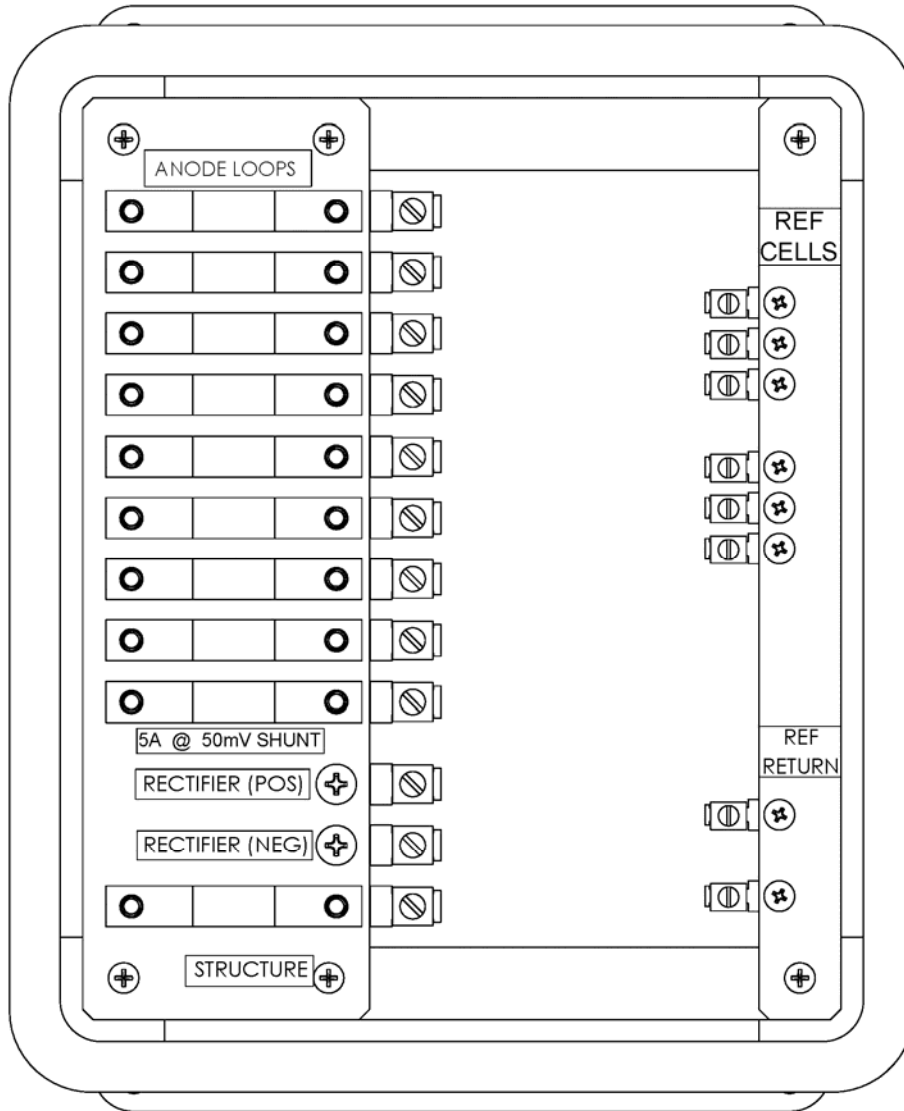 ANODE LOOPS
REF
CELLS
5A @ 50mV SHUNT
RECTIFIER (POS)
RECTIFIER (NEG)
REF
RETURN
STRUCTURE